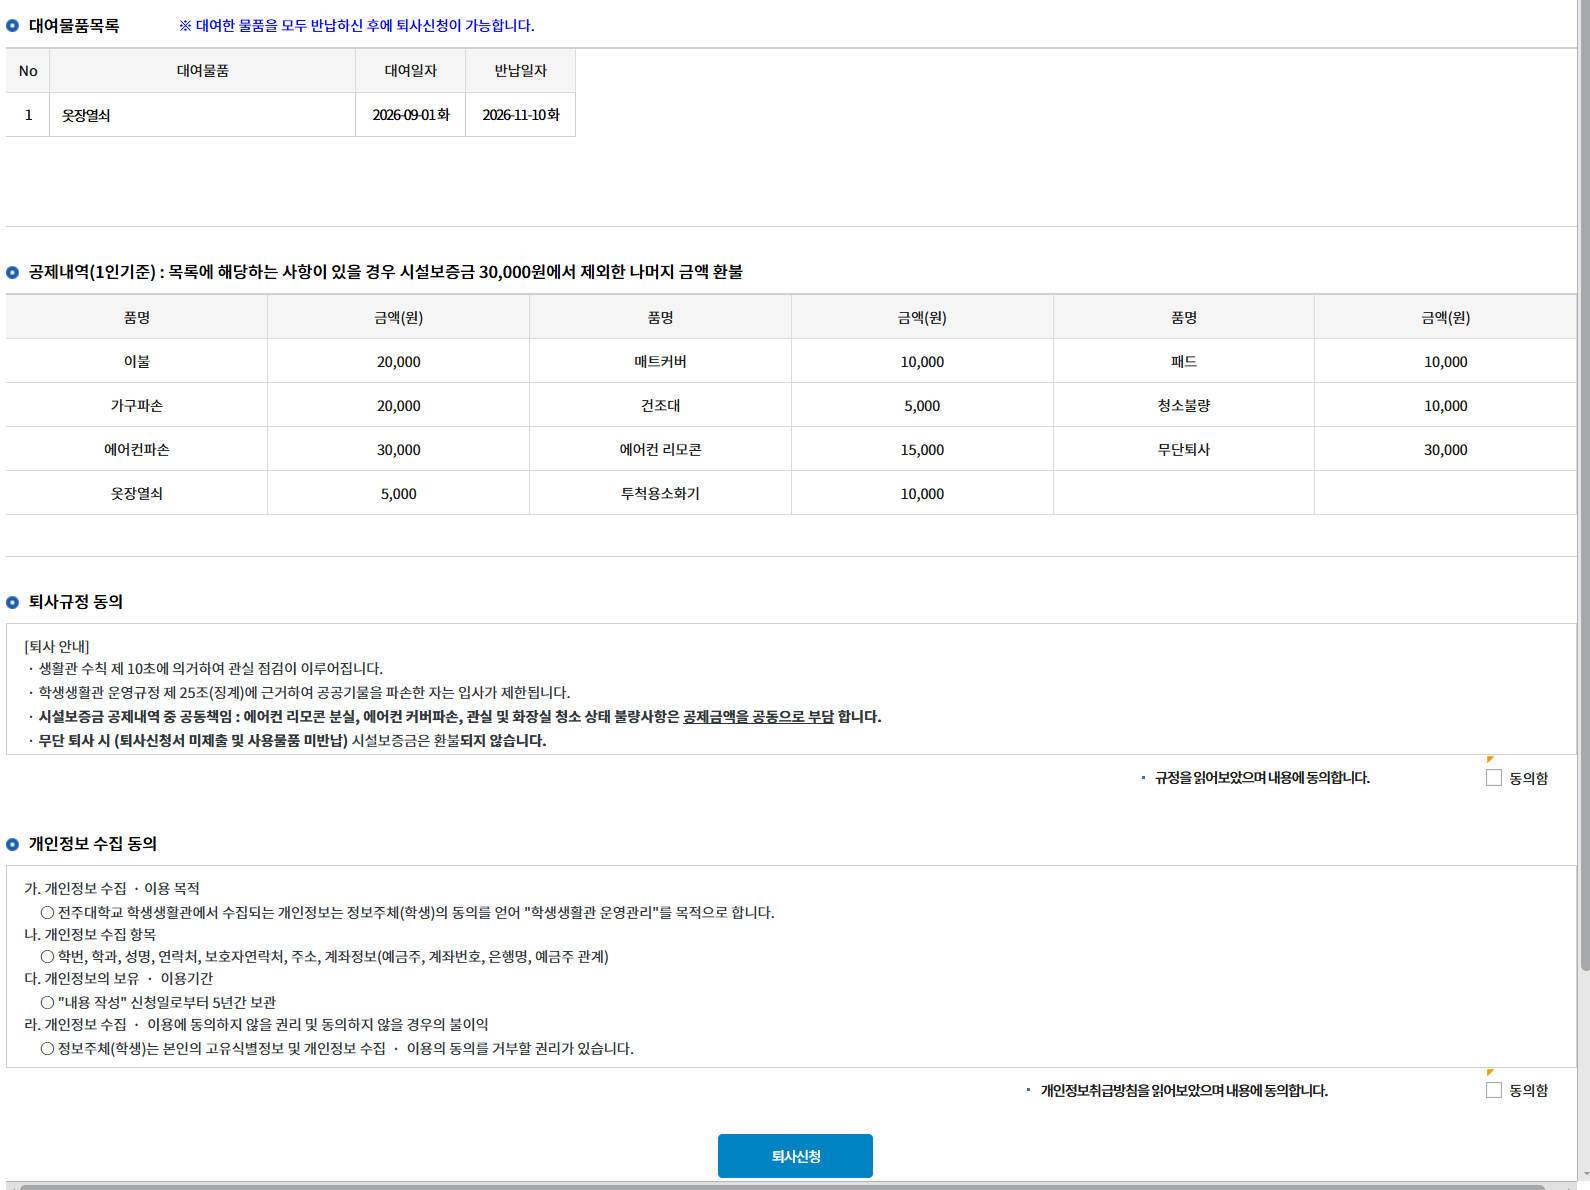 대여물품목록 ※ 대여한 물품을 모두 반납하신 후에 퇴사신청이 가능합니다.
No 대여물품 대여일자 반납일자
1 옷장열쇠 2026-09-01 화 2026-11-10 화
공제내역(1인기준) : 목록에 해당하는 사항이 있을 경우 시설보증금 30,000원에서 제외한 나머지 금액 환불
품명 금액(원) 품명 금액(원) 품명 금액(원)
이불 20,000 매트커버 10,000 패드 10,000
가구파손 20,000 건조대 5,000 청소불량 10,000
에어컨파손 30,000 에어컨 리모콘 15,000 무단퇴사 30,000
옷장열쇠 5,000 투척용소화기 10,000
퇴사규정 동의
[퇴사 안내]
· 생활관 수칙 제 10초에 의거하여 관실 점검이 이루어집니다.
· 학생생활관 운영규정 제 25조(징계)에 근거하여 공공기물을 파손한 자는 입사가 제한됩니다.
· 시설보증금 공제내역 중 공동책임 : 에어컨 리모콘 분실, 에어컨 커버파손, 관실 및 화장실 청소 상태 불량사항은 공제금액을 공동으로 부담 합니다.
· 무단 퇴사 시 (퇴사신청서 미제출 및 사용물품 미반납) 시설보증금은 환불되지 않습니다.
· 규정을 읽어보았으며 내용에 동의합니다. 동의함
개인정보 수집 동의
가. 개인정보 수집 · 이용 목적
○ 전주대학교 학생생활관에서 수집되는 개인정보는 정보주체(학생)의 동의를 얻어 "학생생활관 운영관리"를 목적으로 합니다.
나. 개인정보 수집 항목
○ 학번, 학과, 성명, 연락처, 보호자연락처, 주소, 계좌정보(예금주, 계좌번호, 은행명, 예금주 관계)
다. 개인정보의 보유 · 이용기간
○ "내용 작성" 신청일로부터 5년간 보관
라. 개인정보 수집 · 이용에 동의하지 않을 권리 및 동의하지 않을 경우의 불이익
○ 정보주체(학생)는 본인의 고유식별정보 및 개인정보 수집 · 이용의 동의를 거부할 권리가 있습니다.
· 개인정보취급방침을 읽어보았으며 내용에 동의합니다. 동의함
퇴사신청